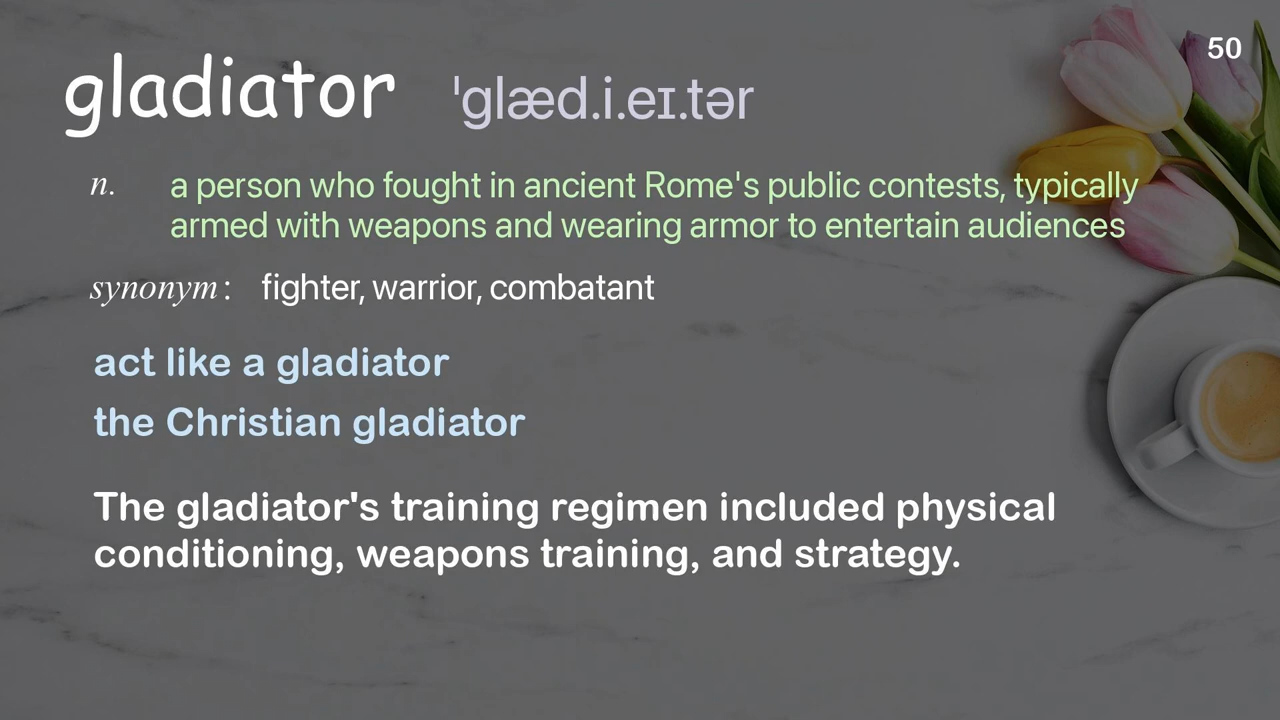 50
gladiator ˈglæd.i.eɪ.tər
n. a person who fought in ancient Rome's public contests, typically
armed with weapons and wearing armor to entertain audiences
synonym: fighter, warrior, combatant
act like a gladiator
the Christian gladiator
The gladiator's training regimen included physical
conditioning, weapons training, and strategy.